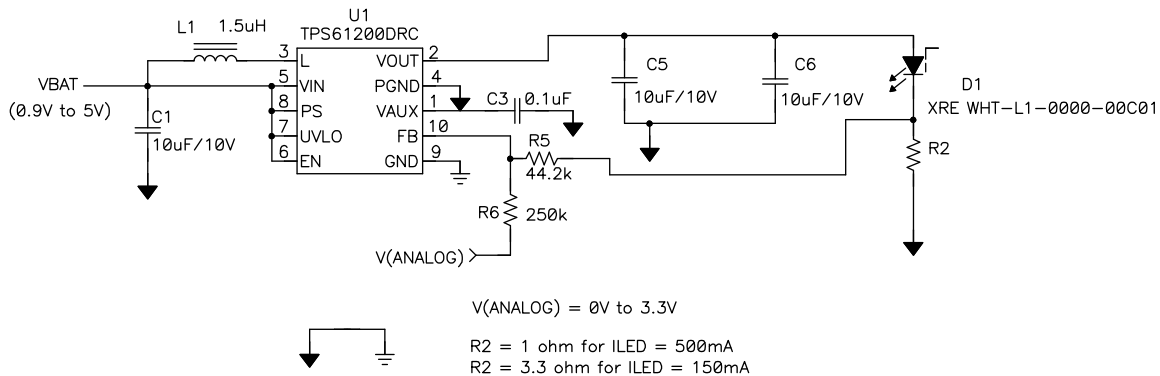 U1
TPS61200DRC
L1 1.5uH
3 L
VOUT 2
VBAT
5 VIN
PGND 4
(0.9V to 5V)
8 PS
VAUX 1
C3 0.1uF
7 UVLO
FB 10
6 EN
GND 9
C1
10uF/10V
C5
10uF/10V
C6
10uF/10V
D1
XRE WHT-L1-0000-00C01
R5
44.2k
R2
R6 250k
V(ANALOG)
V(ANALOG) = 0V to 3.3V
R2 = 1 ohm for ILED = 500mA
R2 = 3.3 ohm for ILED = 150mA